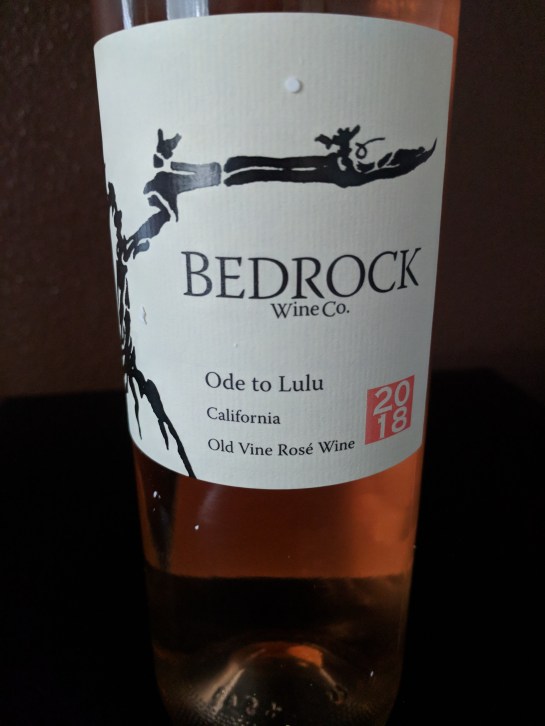 BEDROCK
Wine Co.
Ode to Lulu
California
Old Vine Rosé Wine
20
18